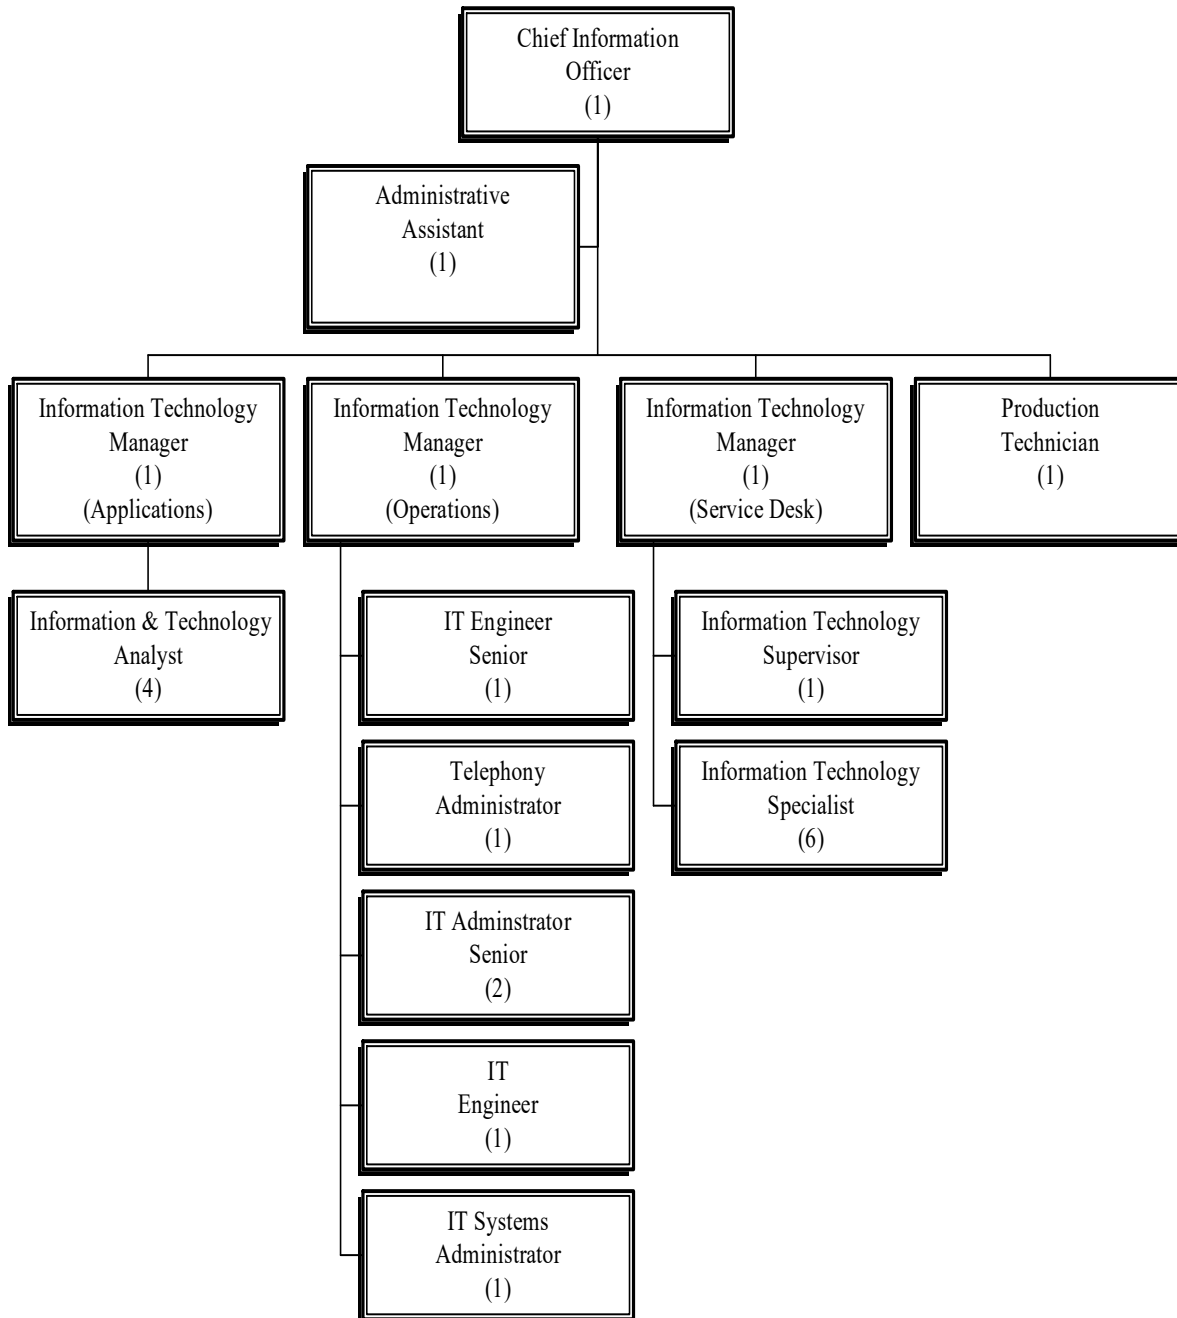 Chief Information
Officer
(1)
Administrative
Assistant
(1)
Information Technology
Manager
(1)
(Applications)
Information Technology
Manager
(1)
(Operations)
Information Technology
Manager
(1)
(Service Desk)
Production
Technician
(1)
Information & Technology
Analyst
(4)
IT Engineer
Senior
(1)
Telephony
Administrator
(1)
IT Adminstrator
Senior
(2)
IT
Engineer
(1)
IT Systems
Administrator
(1)
Information Technology
Supervisor
(1)
Information Technology
Specialist
(6)